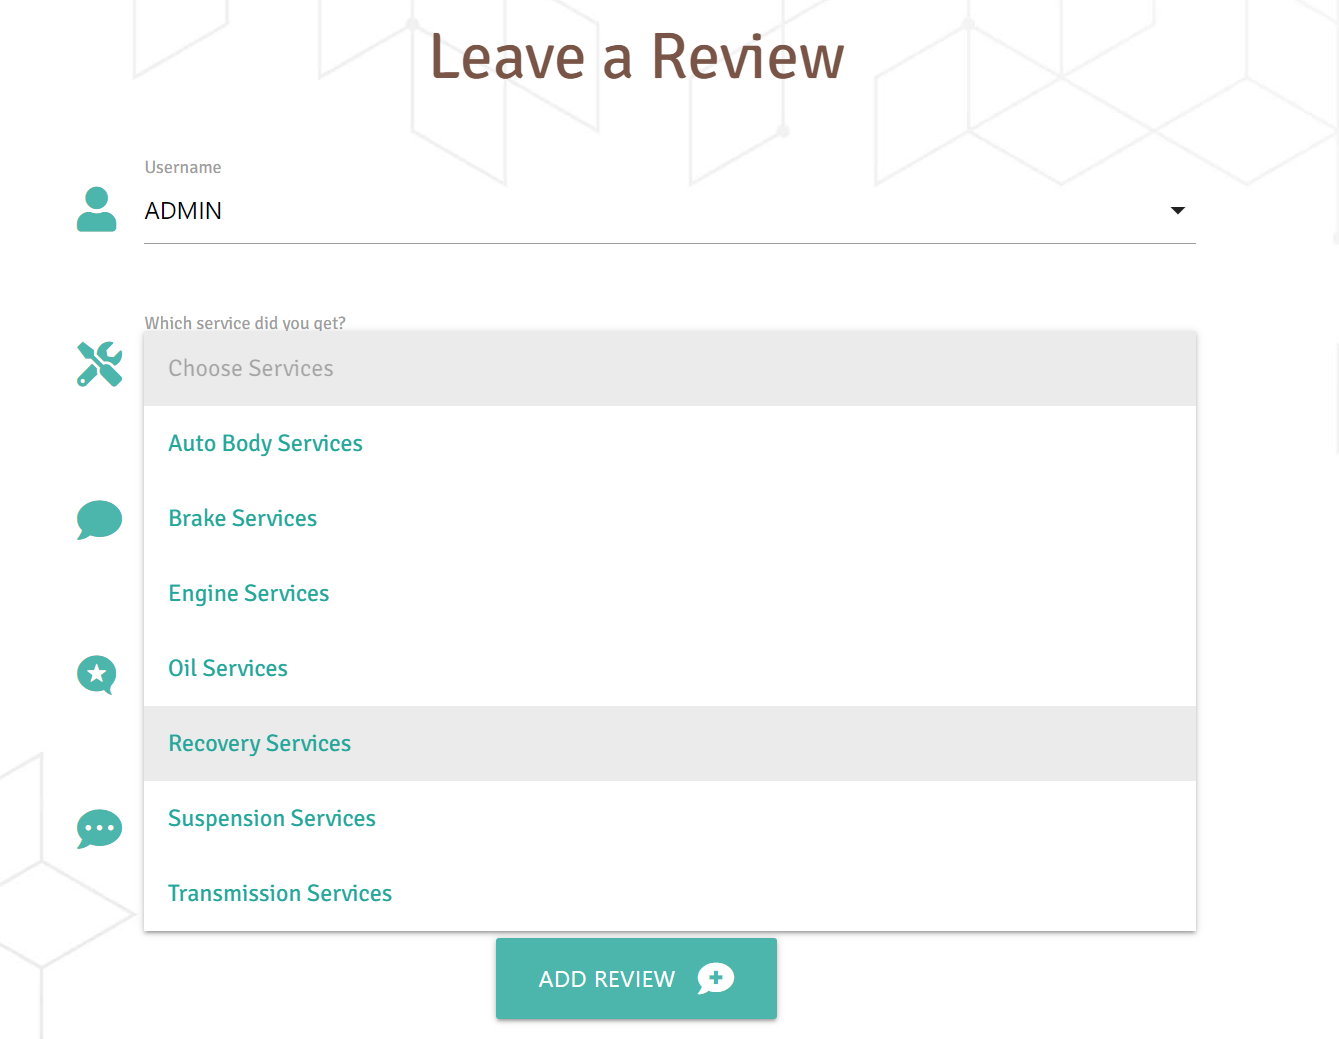 Leave a Review
Username
ADMIN
Which service did you get?
Choose Services
Auto Body Services
Brake Services
Engine Services
Oil Services
Recovery Services
Suspension Services
Transmission Services
ADD REVIEW